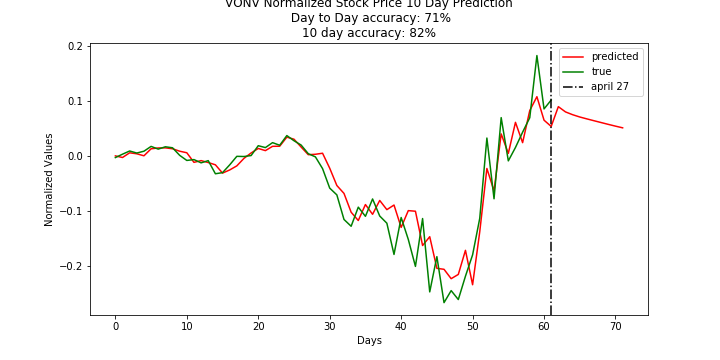 VONV Normalized Stock Price 10 Day Prediction
Day to Day accuracy: 71%
10 day accuracy: 82%
0.2
0.1
0.0
−0.1
−0.2
Normalized Values
predicted
true
april 27
0
10
20
30
40
50
60
70
Days